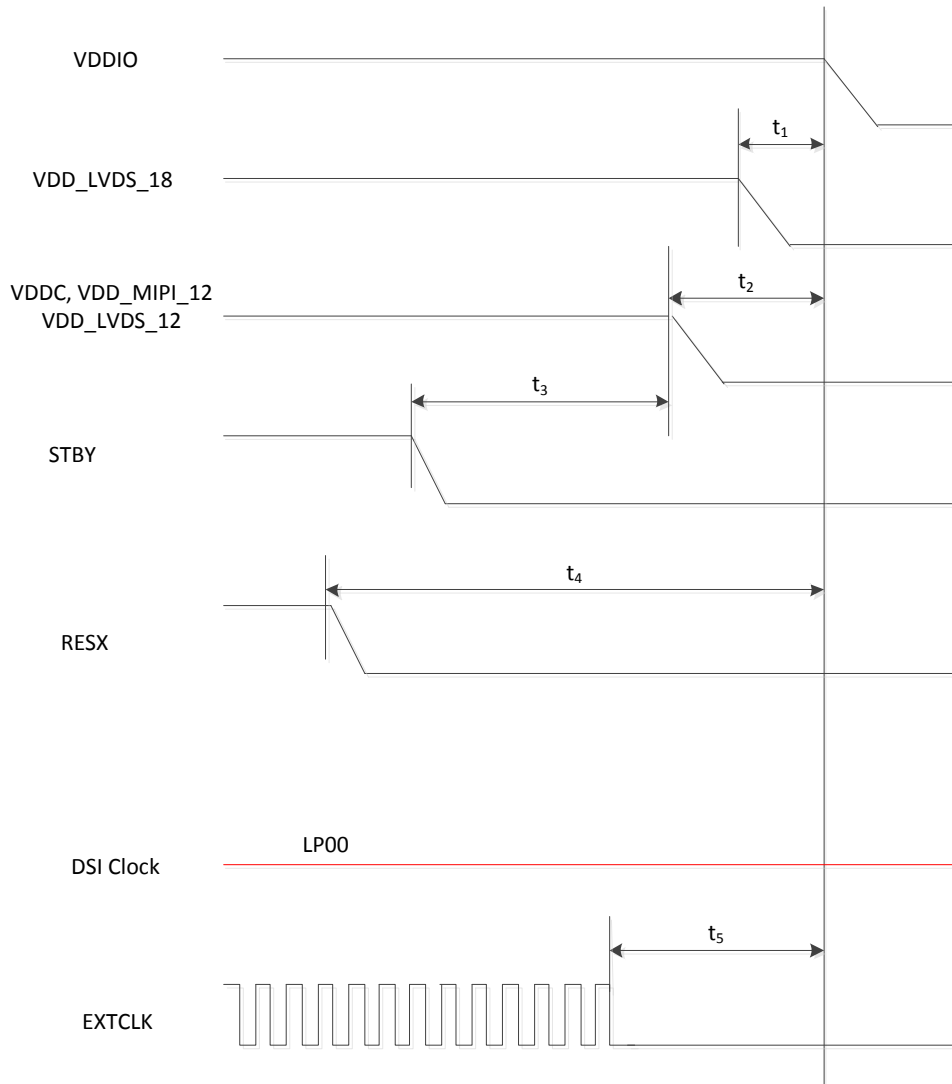 VDDIO
t1
VDD_LVDS_18
VDDC, VDD_MIPI_12
VDD_LVDS_12
t2
t3
STBY
t4
RESX
LP00
DSI Clock
t5
EXTCLK